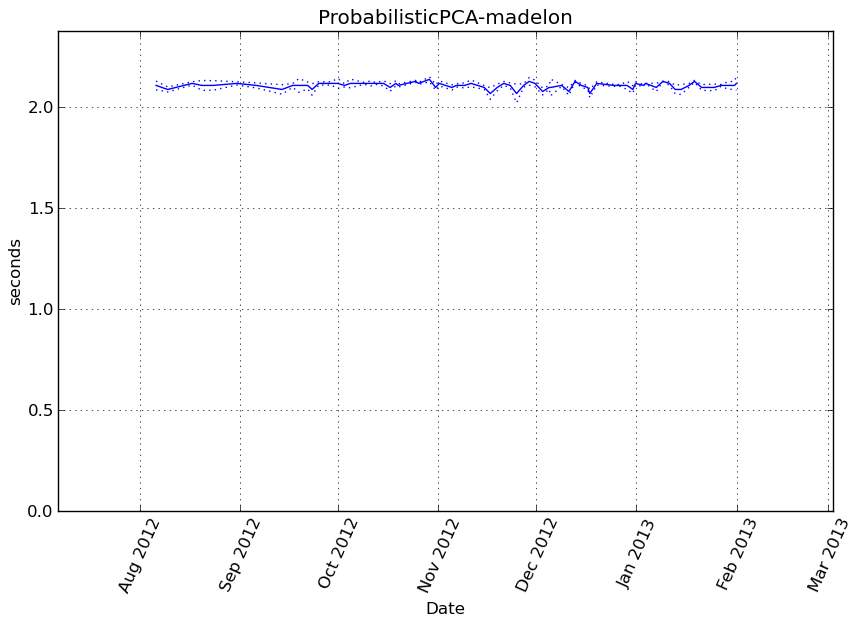 ProbabilisticPCA-madelon
seconds
2.0
1.5
1.0
0.5
0.0
Aug 2012
Sep 2012
Oct 2012
Nov 2012
Dec 2012
Jan 2013
Feb 2013
Mar 2013
Date